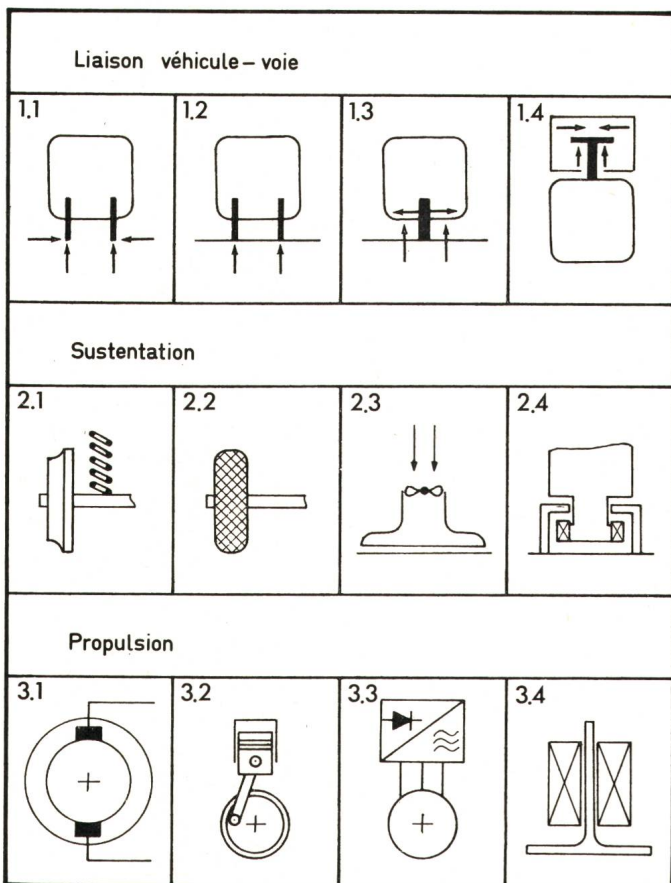 Liaison véhicule – voie
1.1 1.2 1.3 1.4
Sustentation
2.1 2.2 2.3 2.4
Propulsion
3.1 3.2 3.3 3.4